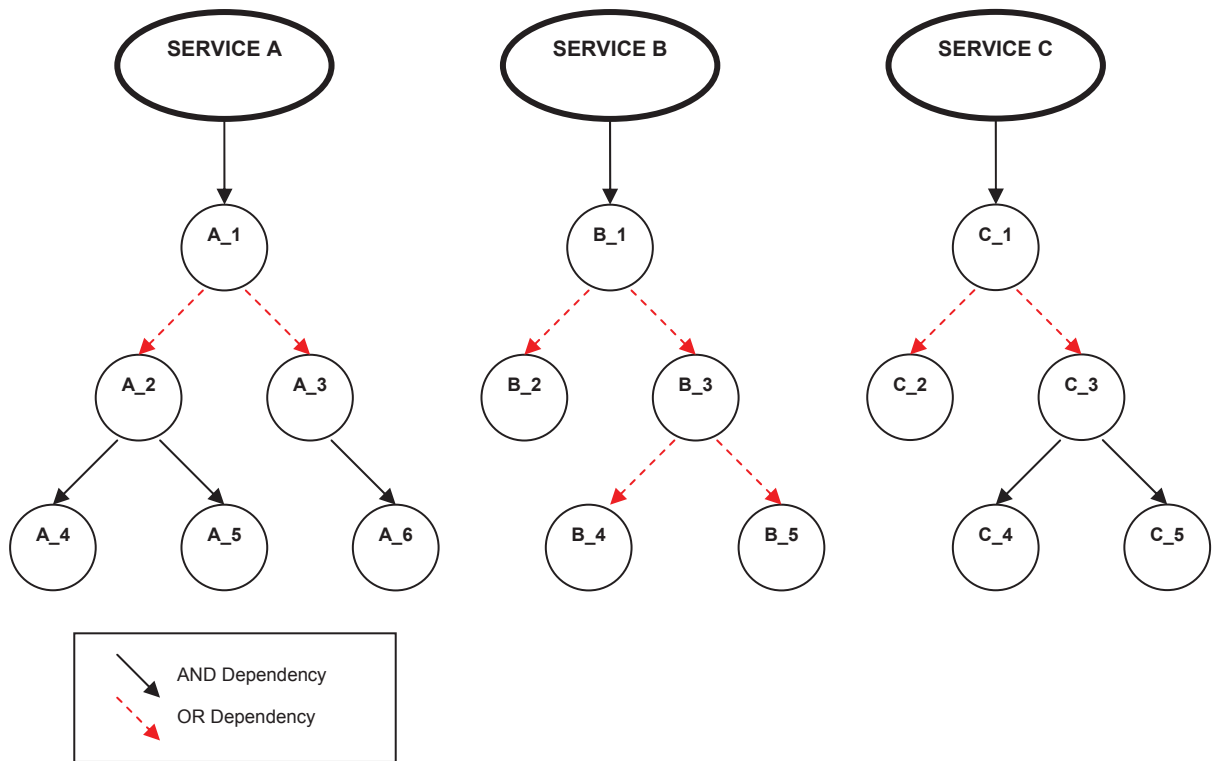 SERVICE A
SERVICE B
SERVICE C
A_1
B_1
C_1
A_2
A_3
B_2
B_3
C_2
C_3
A_4
A_5
A_6
B_4
B_5
C_4
C_5
AND Dependency
OR Dependency